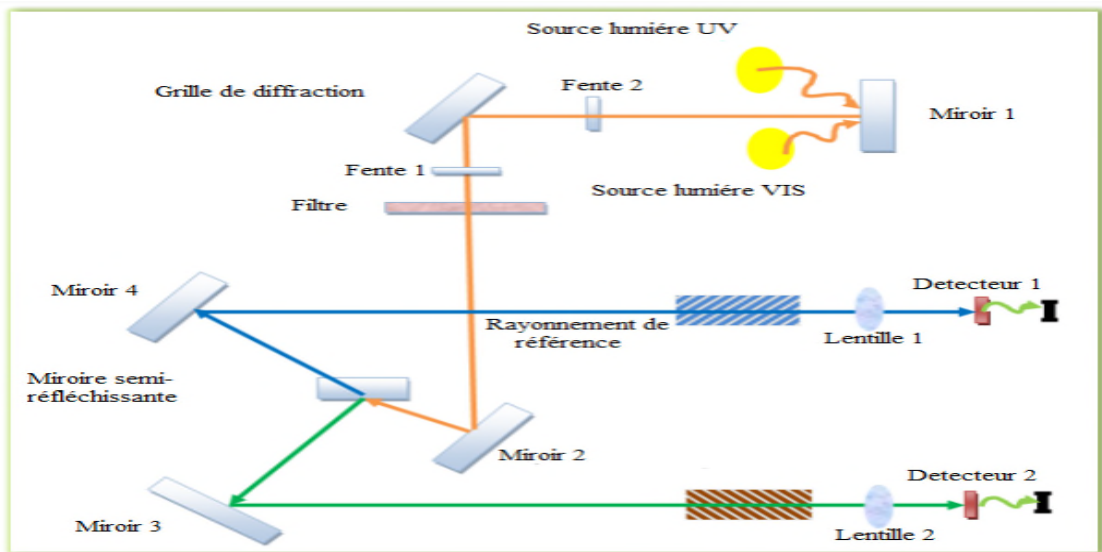 Source lumiére UV
Grille de diffraction
Fente 2
Miroir 1
Fente 1
Source lumiére VIS
Filtre
Miroir 4
Detecteur 1
Rayonnement de
référence
Lentille 1
Miroire semi-
réfléchissante
Miroir 2
Detecteur 2
Miroir 3
Lentille 2